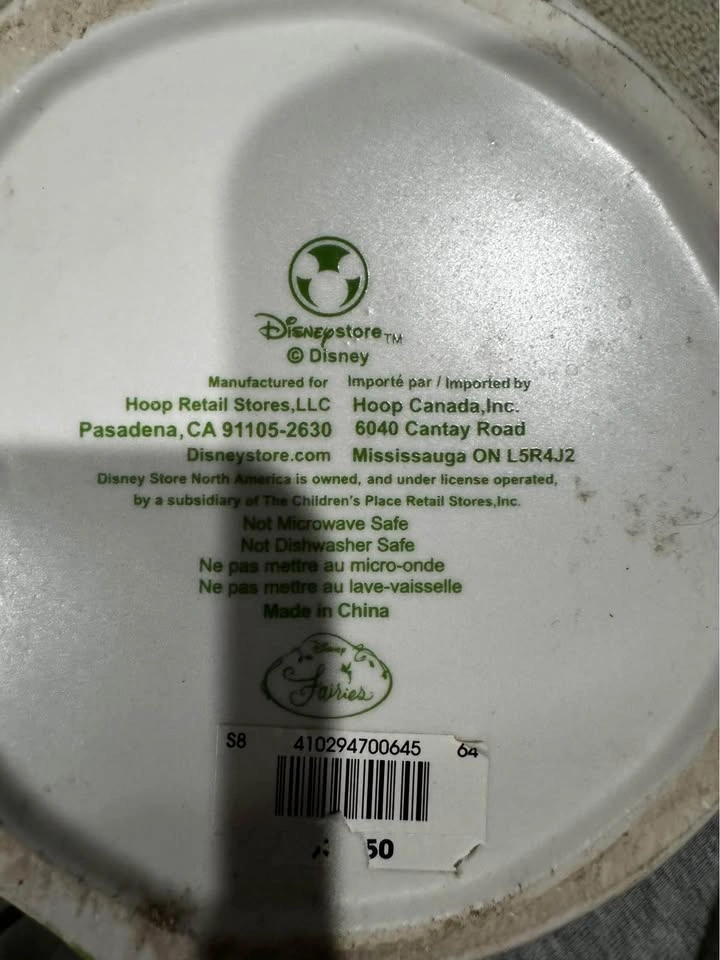 Disneystore™
© Disney
Manufactured for Importé par / Imported by
Hoop Retail Stores,LLC Hoop Canada,Inc.
Pasadena, CA 91105-2630 6040 Cantay Road
Disneystore.com Mississauga ON L5R4J2
Disney Store North America is owned, and under license operated,
by a subsidiary of The Children's Place Retail Stores,Inc.
Not Microwave Safe
Not Dishwasher Safe
Ne pas mettre au micro-onde
Ne pas mettre au lave-vaisselle
Made in China
Disney
Fairies
S8 410294700645 64
50